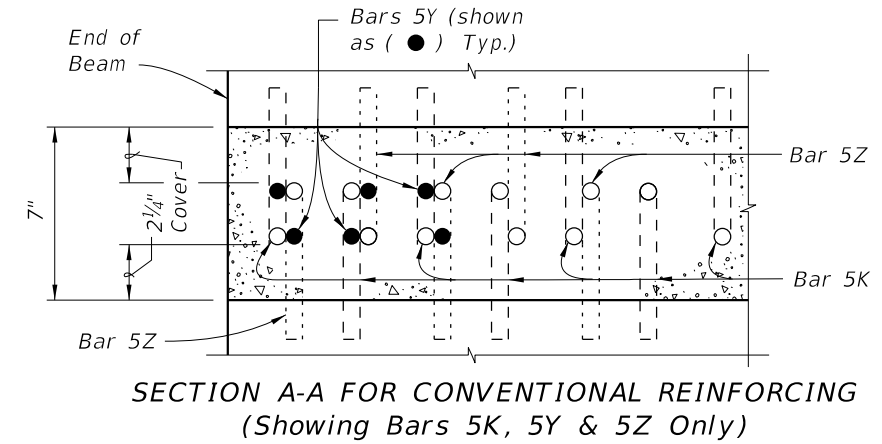 Bars 5Y (shown
as ( ● ) Typ.)
End of
Beam
Bar 5Z
7"
2¼"
Cover
Bar 5K
Bar 5Z
SECTION A-A FOR CONVENTIONAL REINFORCING
(Showing Bars 5K, 5Y & 5Z Only)